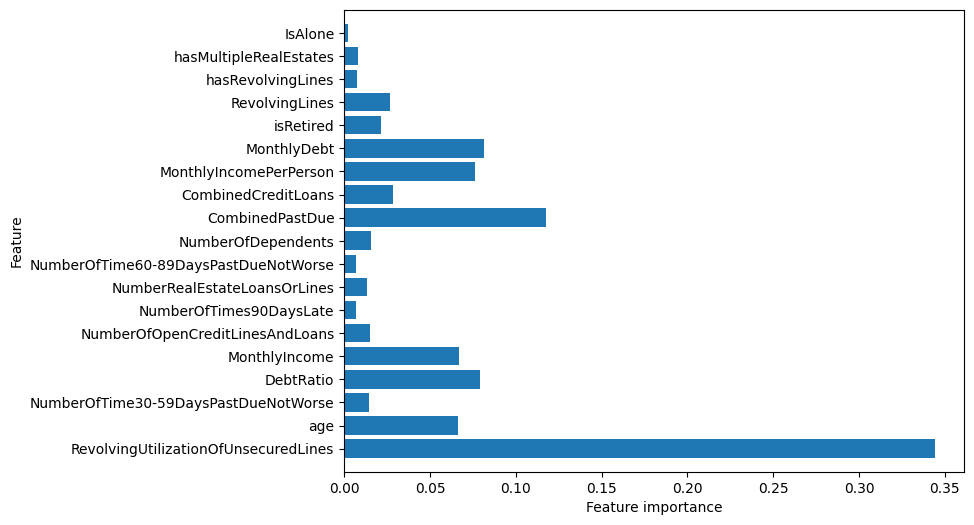 IsAlone
hasMultipleRealEstates
hasRevolvingLines
RevolvingLines
isRetired
MonthlyDebt
MonthlyIncomePerPerson
CombinedCreditLoans
CombinedPastDue
NumberOfDependents
NumberOfTime60-89DaysPastDueNotWorse
NumberRealEstateLoansOrLines
NumberOfTimes90DaysLate
NumberOfOpenCreditLinesAndLoans
MonthlyIncome
DebtRatio
NumberOfTime30-59DaysPastDueNotWorse
age
RevolvingUtilizationOfUnsecuredLines
Feature
0.00 0.05 0.10 0.15 0.20 0.25 0.30 0.35
Feature importance